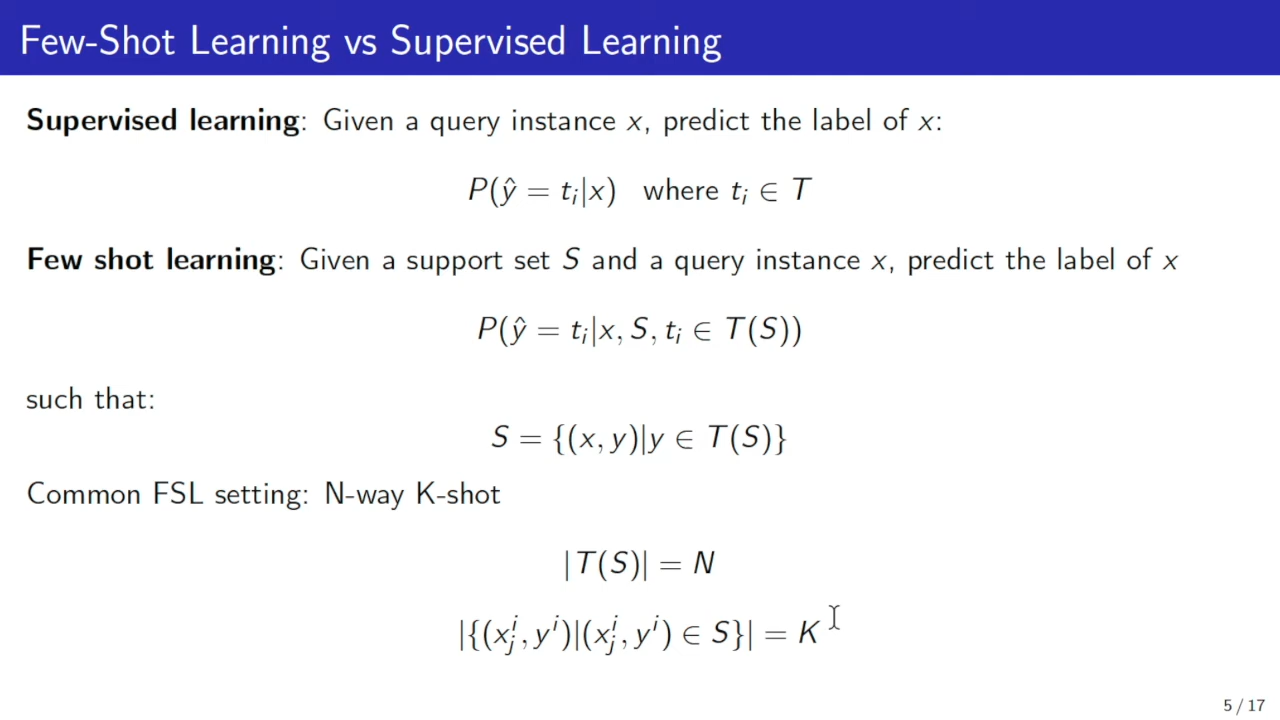 Few-Shot Learning vs Supervised Learning
Supervised learning: Given a query instance x, predict the label of x:
P(ŷ = tᵢ|x) where tᵢ ∈ T
Few shot learning: Given a support set S and a query instance x, predict the label of x
P(ŷ = tᵢ|x, S, tᵢ ∈ T(S))
such that:
S = {(x, y)|y ∈ T(S)}
Common FSL setting: N-way K-shot
|T(S)| = N
|{(xⱼⁱ, yⁱ)|(xⱼⁱ, yⁱ) ∈ S}| = K
5 / 17